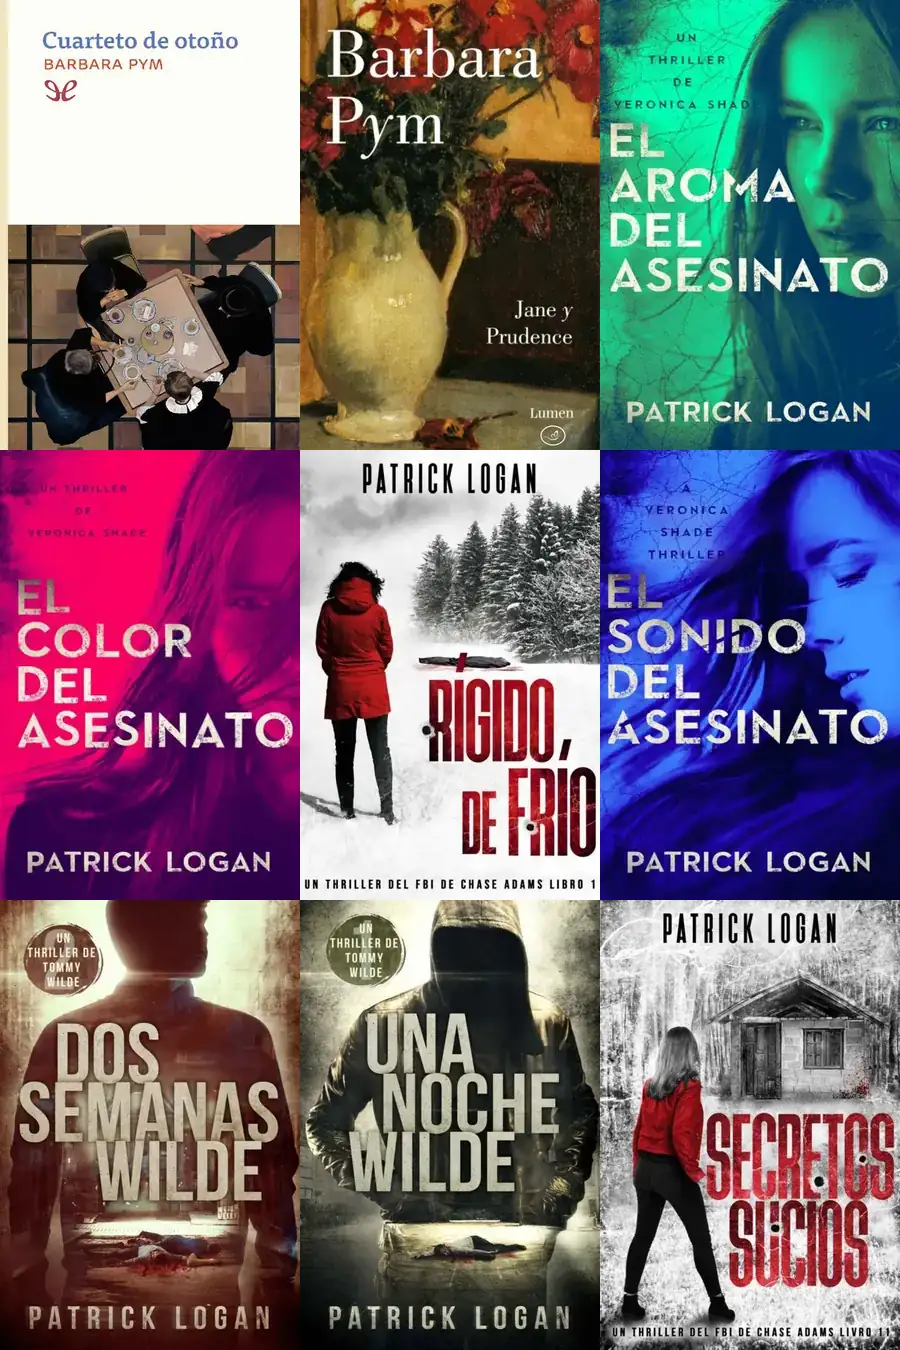 Cuarteto de otoño
BARBARA PYM
Barbara
Pym
Jane y
Prudence
Lumen
UN
THRILLER
DE
VERONICA SHAD
EL
AROMA
DEL
ASESINATO
PATRICK LOGAN
UN THRILLER
DE
VERONICA SHADE
EL
COLOR
DEL
ASESINATO
PATRICK LOGAN
PATRICK LOGAN
RÍGIDO
DE FRÍO
UN THRILLER DEL FBI DE CHASE ADAMS LIBRO 1
A
VERONICA
SHADE
THRILLER
EL
SONIDO
DEL
ASESINATO
PATRICK LOGAN
UN
THRILLER DE
TOMMY
WILDE
DOS
SEMANAS
WILDE
PATRICK LOGAN
UN
THRILLER DE
TOMMY
WILDE
UNA
NOCHE
WILDE
PATRICK LOGAN
PATRICK LOGAN
SECRETOS
SUCIOS
UN THRILLER DEL FBI DE CHASE ADAMS LIVRO 11